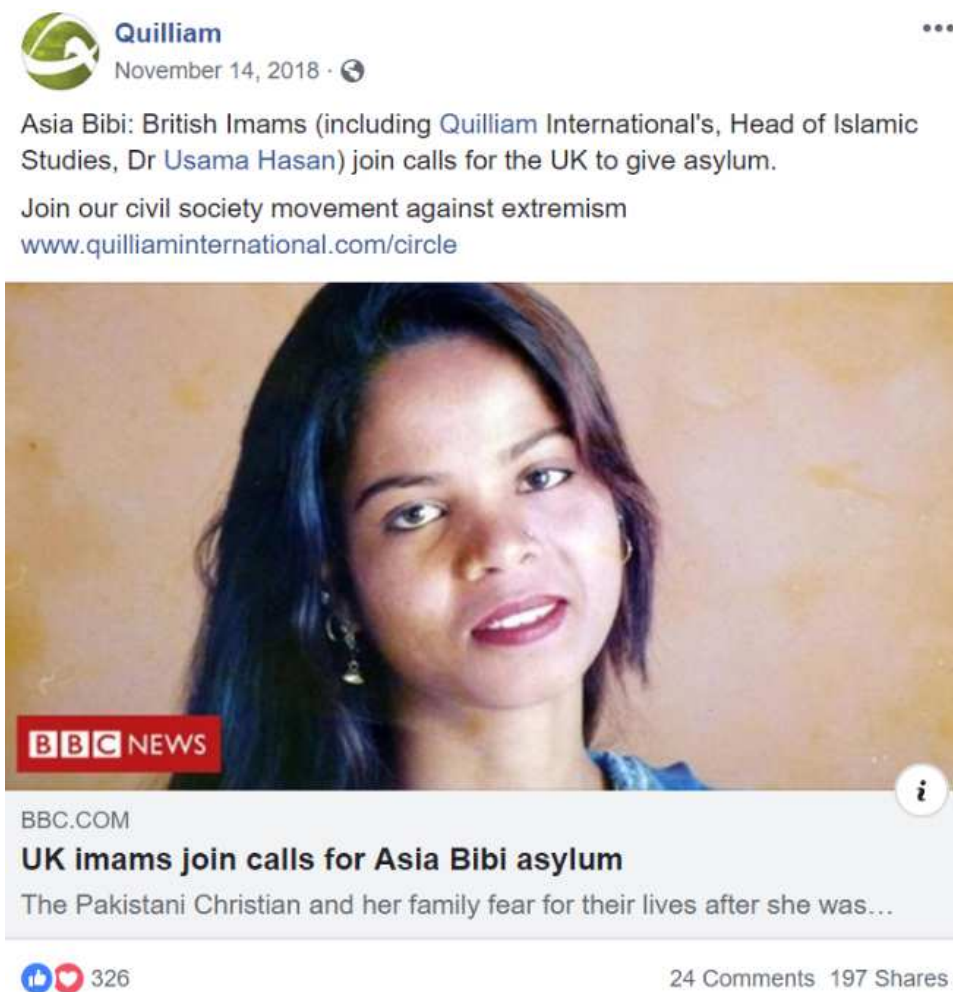 Quilliam
November 14, 2018 ·
Asia Bibi: British Imams (including Quilliam International's, Head of Islamic
Studies, Dr Usama Hasan) join calls for the UK to give asylum.
Join our civil society movement against extremism
www.quilliaminternational.com/circle
BBC NEWS
i
BBC.COM
UK imams join calls for Asia Bibi asylum
The Pakistani Christian and her family fear for their lives after she was...
326 24 Comments 197 Shares